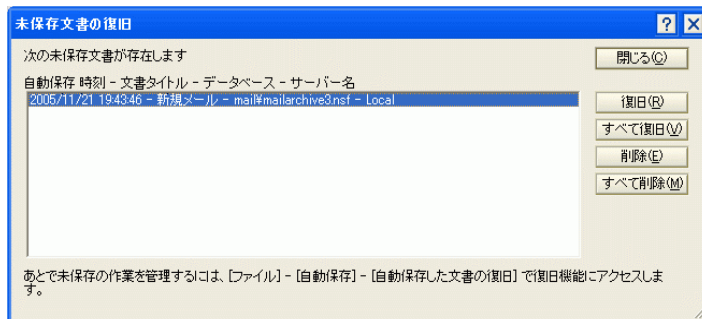 未保存文書の復旧
次の未保存文書が存在します
閉じる(C)
自動保存 時刻 - 文書タイトル - データベース - サーバー名
2005/11/21 19:43:46 - 新規メール - mail¥mailarchive3.nsf - Local
復旧(R)
すべて復旧(V)
削除(E)
すべて削除(M)
あとで未保存の作業を管理するには、[ファイル] - [自動保存] - [自動保存した文書の復旧] で復旧機能にアクセスしま
す。